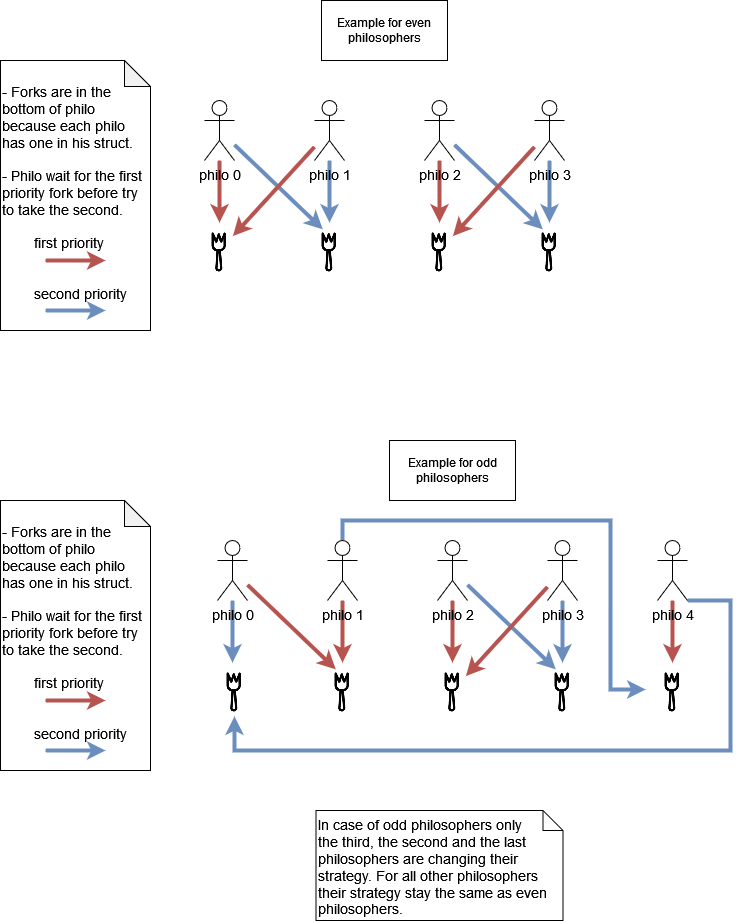 Example for even
philosophers
- Forks are in the
bottom of philo
because each philo
has one in his struct.
- Philo wait for the first
priority fork before try
to take the second.
first priority
second priority
philo 0
philo 1
philo 2
philo 3
Example for odd
philosophers
- Forks are in the
bottom of philo
because each philo
has one in his struct.
- Philo wait for the first
priority fork before try
to take the second.
first priority
second priority
philo 0
philo 1
philo 2
philo 3
philo 4
In case of odd philosophers only
the third, the second and the last
philosophers are changing their
strategy. For all other philosophers
their strategy stay the same as even
philosophers.